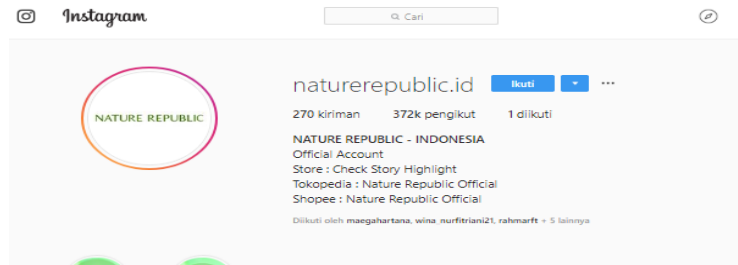 Instagram
Cari
NATURE REPUBLIC
naturerepublic.id Ikuti
270 kiriman 372k pengikut 1 diikuti
NATURE REPUBLIC - INDONESIA
Official Account
Store : Check Story Highlight
Tokopedia : Nature Republic Official
Shopee : Nature Republic Official
Diikuti oleh maegahartana, wina_nurfitriani21, rahmarft + 5 lainnya